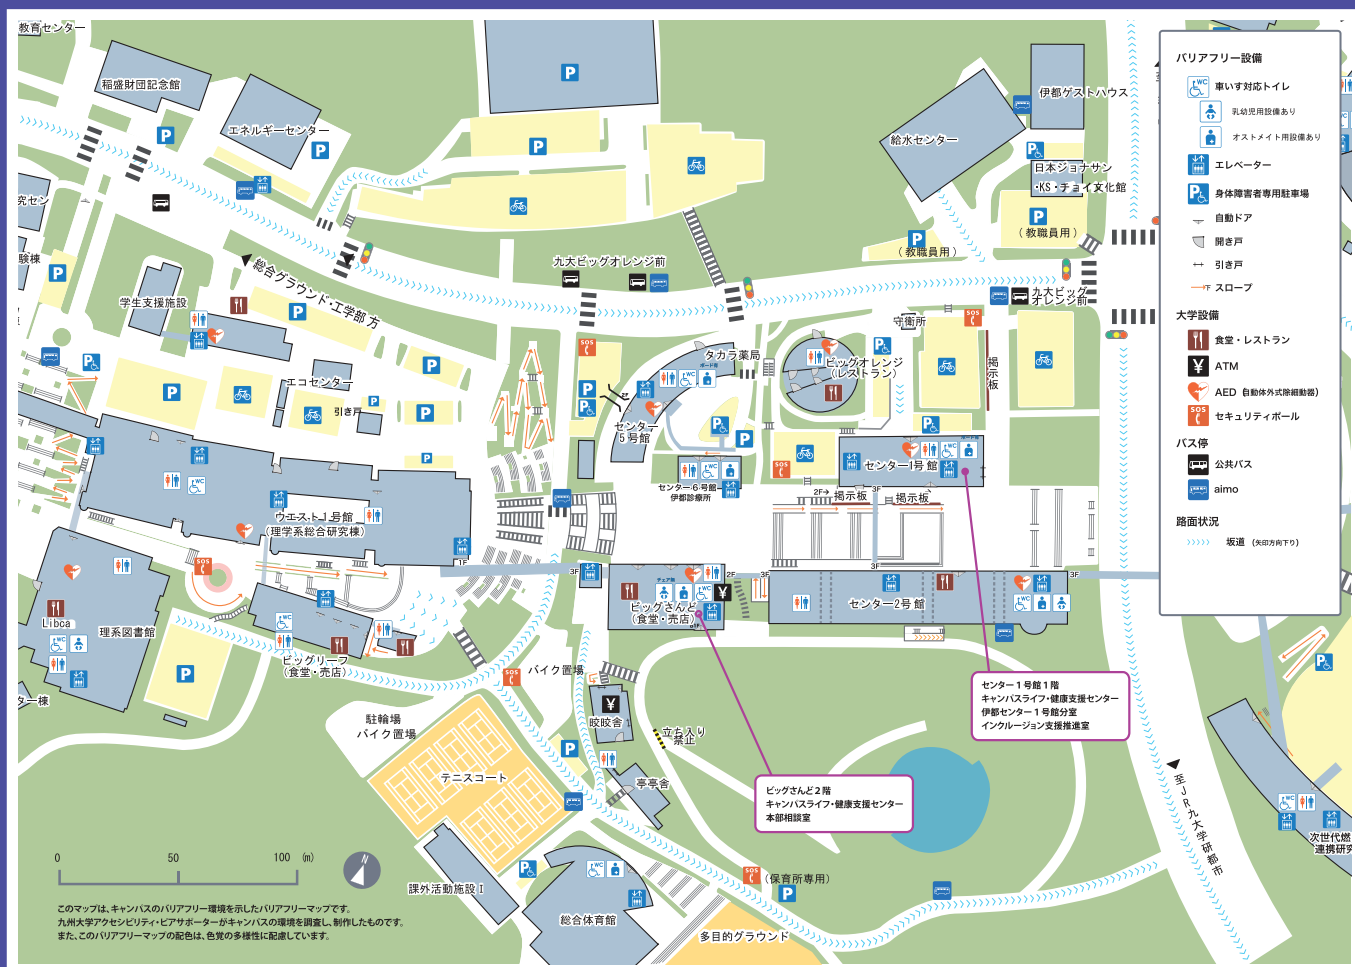 教育センター
稲盛財団記念館
エネルギーセンター
給水センター
伊都ゲストハウス
日本ジョナサン
・KS・チョイ文化館
(教職員用)
(教職員用)
究セン
験棟
学生支援施設
総合グラウンド・工学部方
九大ビッグオレンジ前
九大ビッグ
オレンジ前
守衛所
タカラ薬局
ビッグオレンジ
(レストラン)
掲示板
エコセンター
引き戸
センター
5号館
センター1号館
センター6号館
伊都診療所
2F
掲示板
掲示板
3F
ウエスト1号館
(理学系総合研究棟)
1F
3F
2F
3F
3F
3F
ビッグさんど
(食堂・売店)
センター2号館
Libca
理系図書館
ビッグリーフ
(食堂・売店)
ター棟
バイク置場
駐輪場
バイク置場
皎皎舎
立ち入り
禁止
亭亭舎
テニスコート
課外活動施設Ⅰ
総合体育館
(保育所専用)
多目的グラウンド
至JR九大学研都市
次世代燃
連携研究
センター1号館1階
キャンパスライフ・健康支援センター
伊都センター1号館分室
インクルージョン支援推進室
ビッグさんど2階
キャンパスライフ・健康支援センター
本部相談室
バリアフリー設備
車いす対応トイレ
乳幼児用設備あり
オストメイト用設備あり
エレベーター
身体障害者専用駐車場
自動ドア
開き戸
引き戸
スロープ
大学設備
食堂・レストラン
ATM
AED (自動体外式除細動器)
セキュリティポール
バス停
公共バス
aimo
路面状況
坂道 (矢印方向下り)
0 50 100 (m)
N
このマップは、キャンパスのバリアフリー環境を示したバリアフリーマップです。
九州大学アクセシビリティ・ピアサポーターがキャンパスの環境を調査し、制作したものです。
また、このバリアフリーマップの配色は、色覚の多様性に配慮しています。